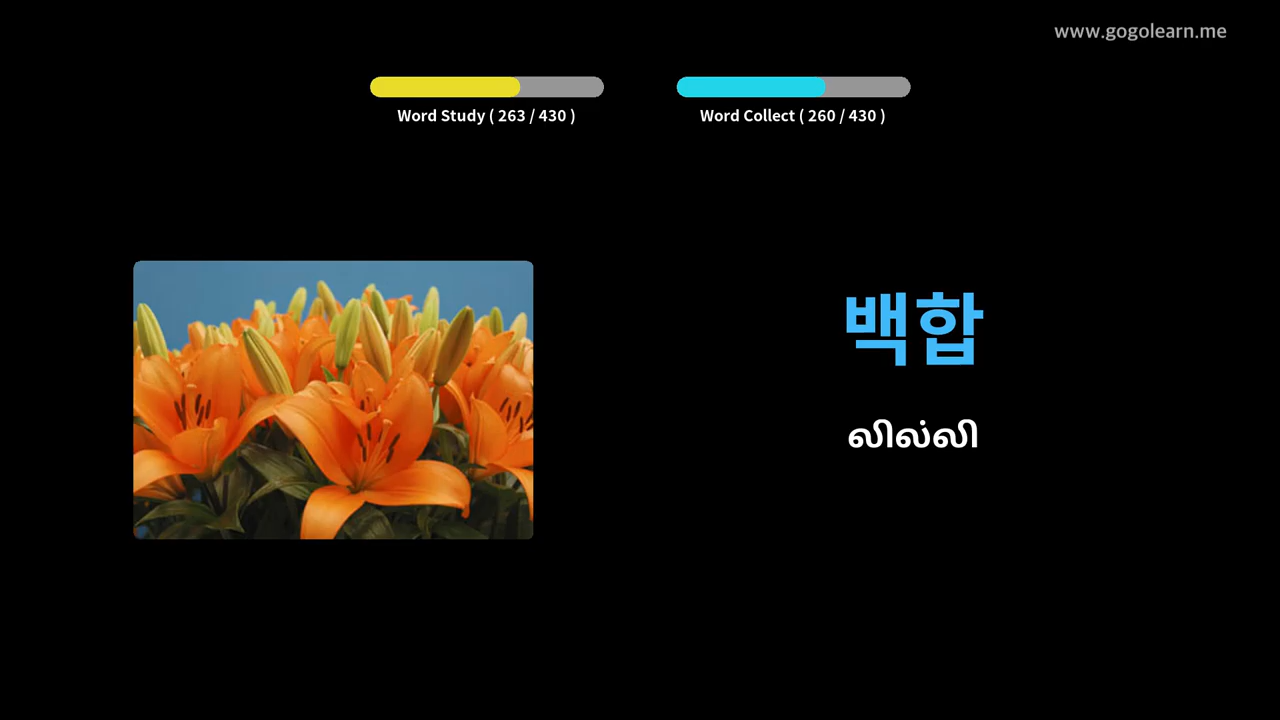 www.gogolearn.me
Word Study ( 263 / 430 )
Word Collect ( 260 / 430 )
백합
லில்லி